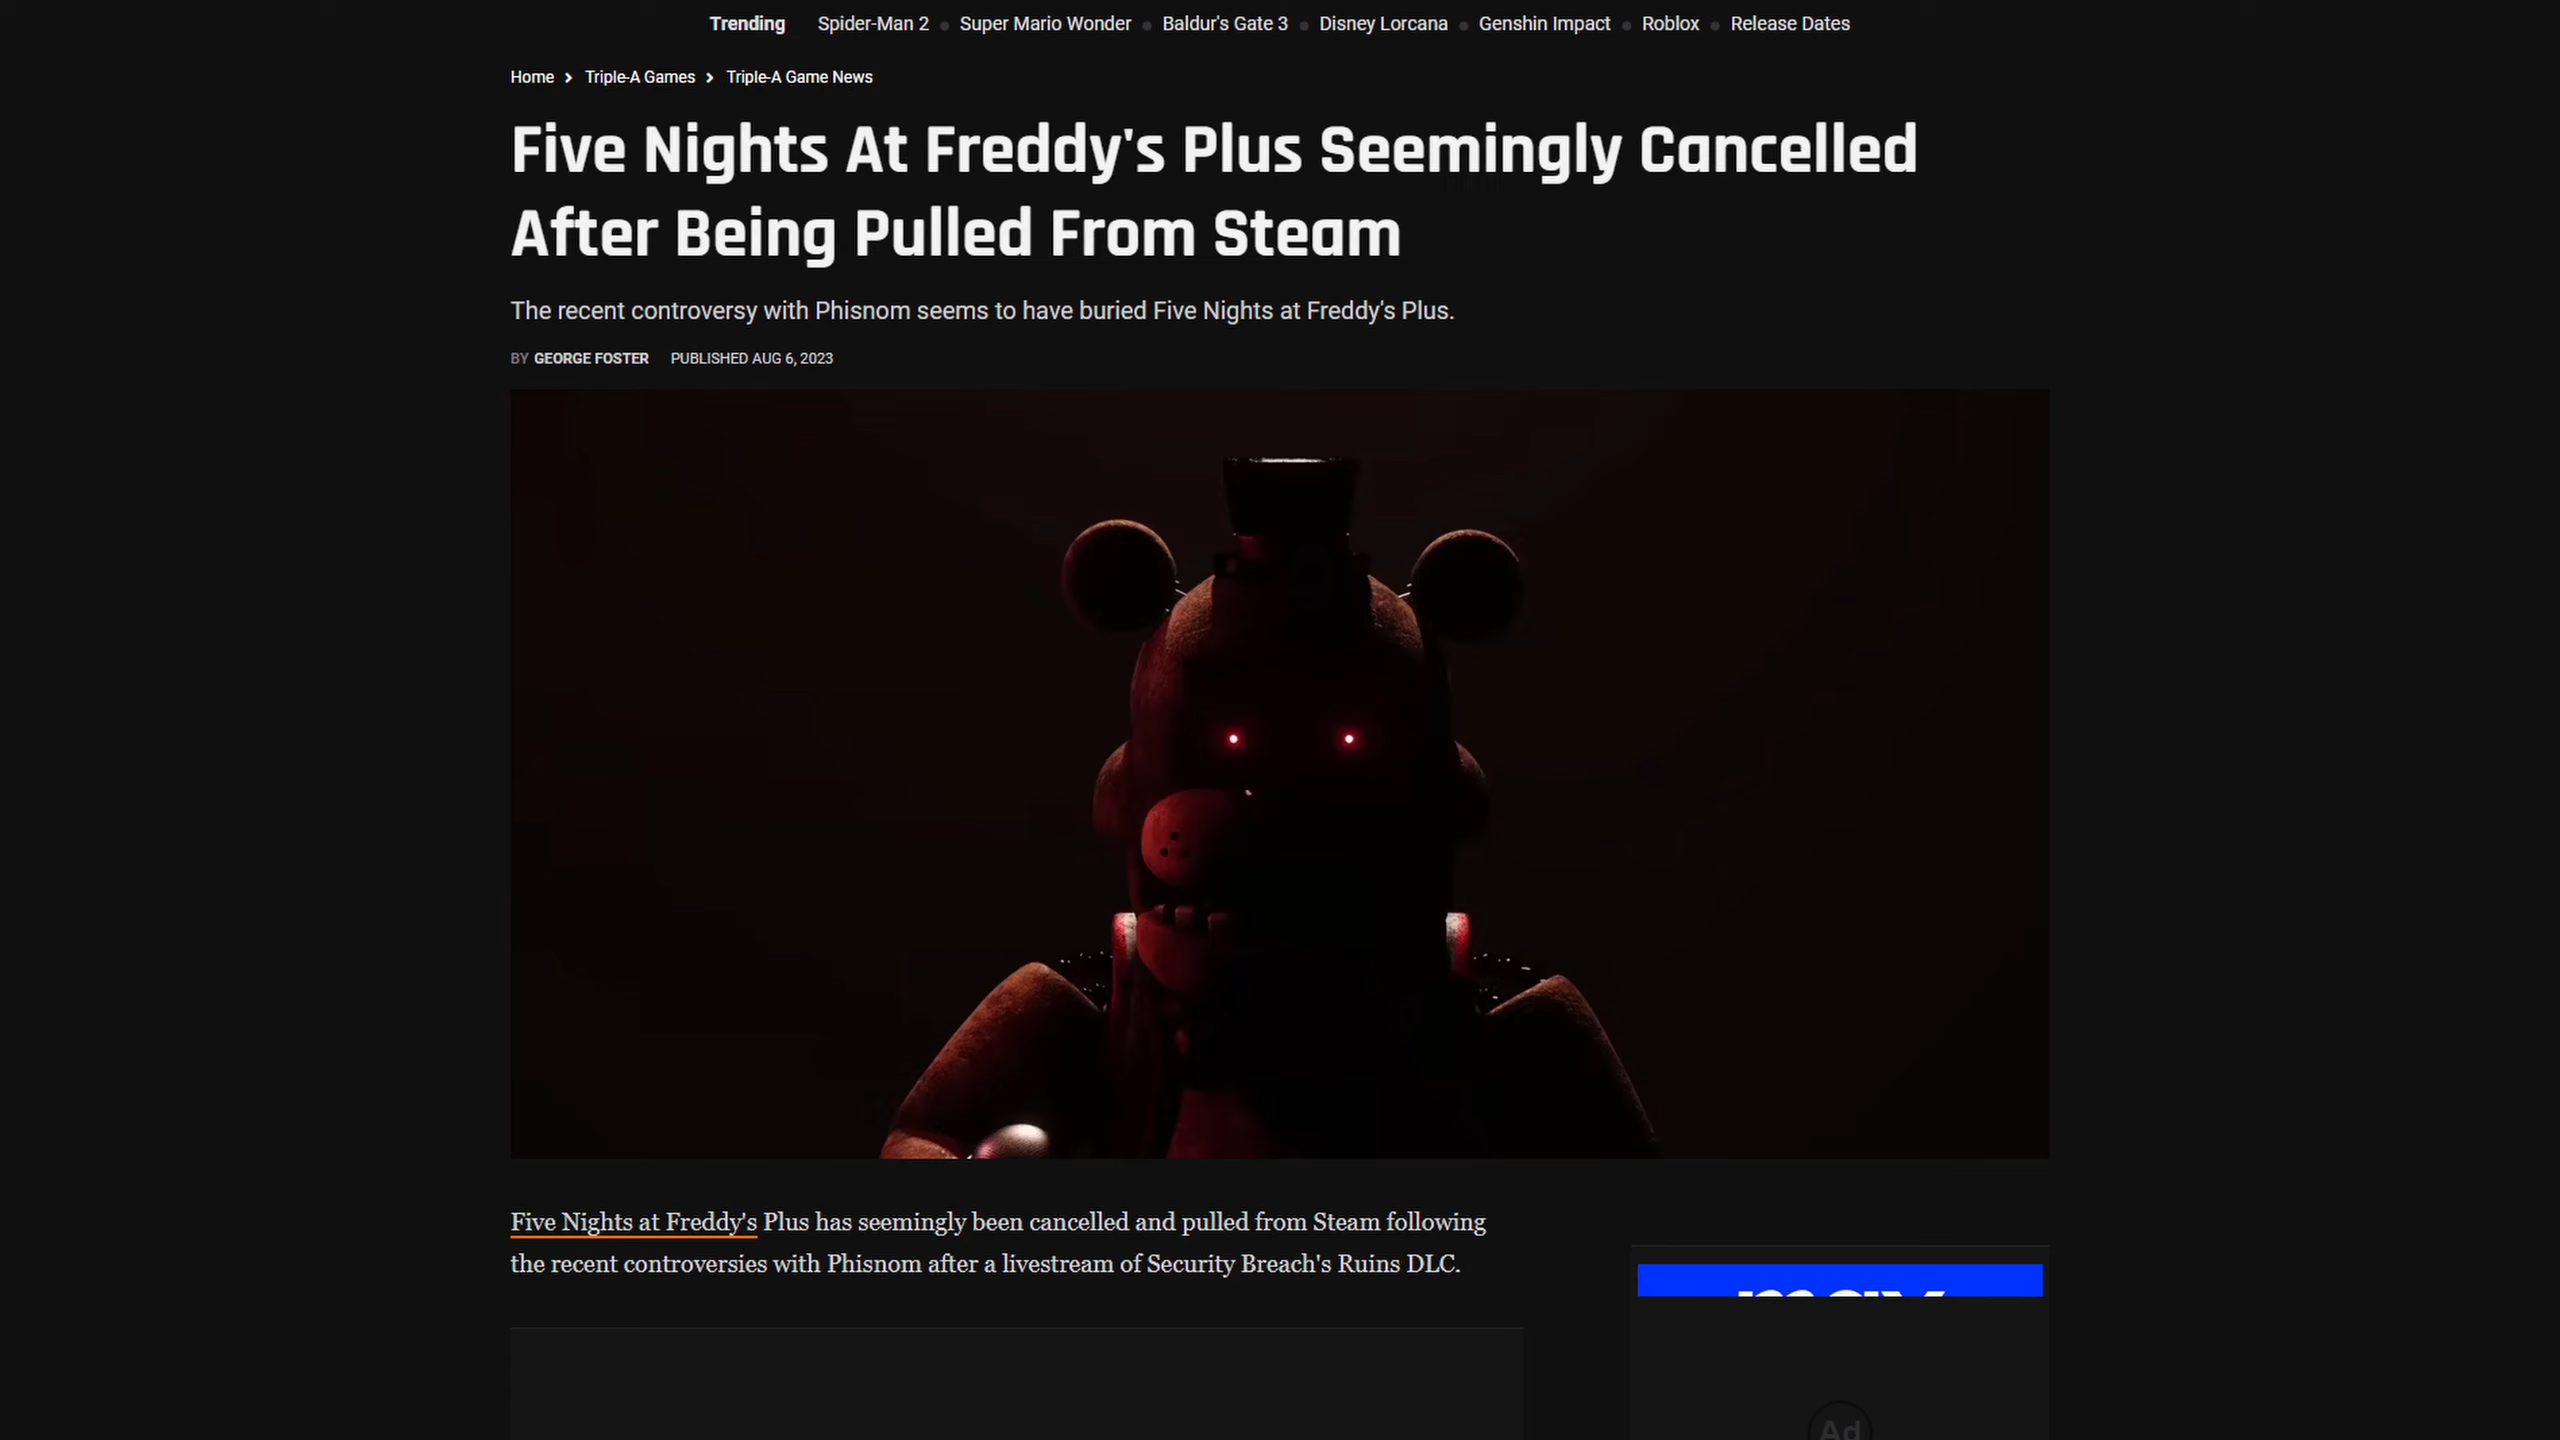 Trending Spider-Man 2 Super Mario Wonder Baldur's Gate 3 Disney Lorcana Genshin Impact Roblox Release Dates
Home Triple-A Games Triple-A Game News
Five Nights At Freddy's Plus Seemingly Cancelled
After Being Pulled From Steam
The recent controversy with Phisnom seems to have buried Five Nights at Freddy's Plus.
BY GEORGE FOSTER PUBLISHED AUG 6, 2023
Five Nights at Freddy's Plus has seemingly been cancelled and pulled from Steam following
the recent controversies with Phisnom after a livestream of Security Breach's Ruins DLC.
max
Ad